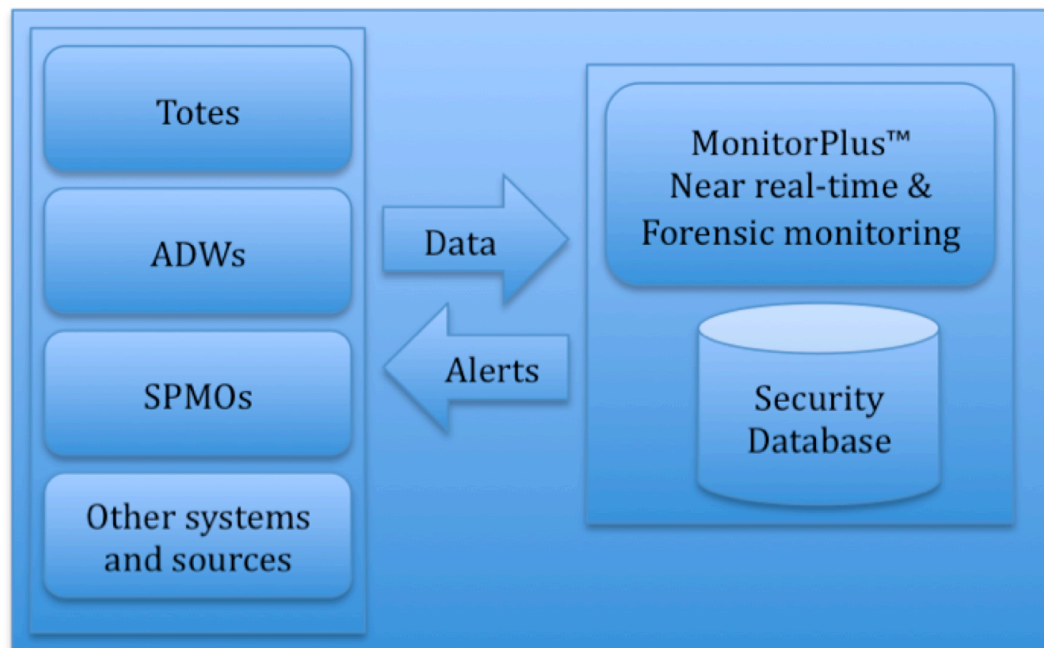 Totes
ADWs
SPMOs
Other systems
and sources
Data
Alerts
MonitorPlus™
Near real-time &
Forensic monitoring
Security
Database